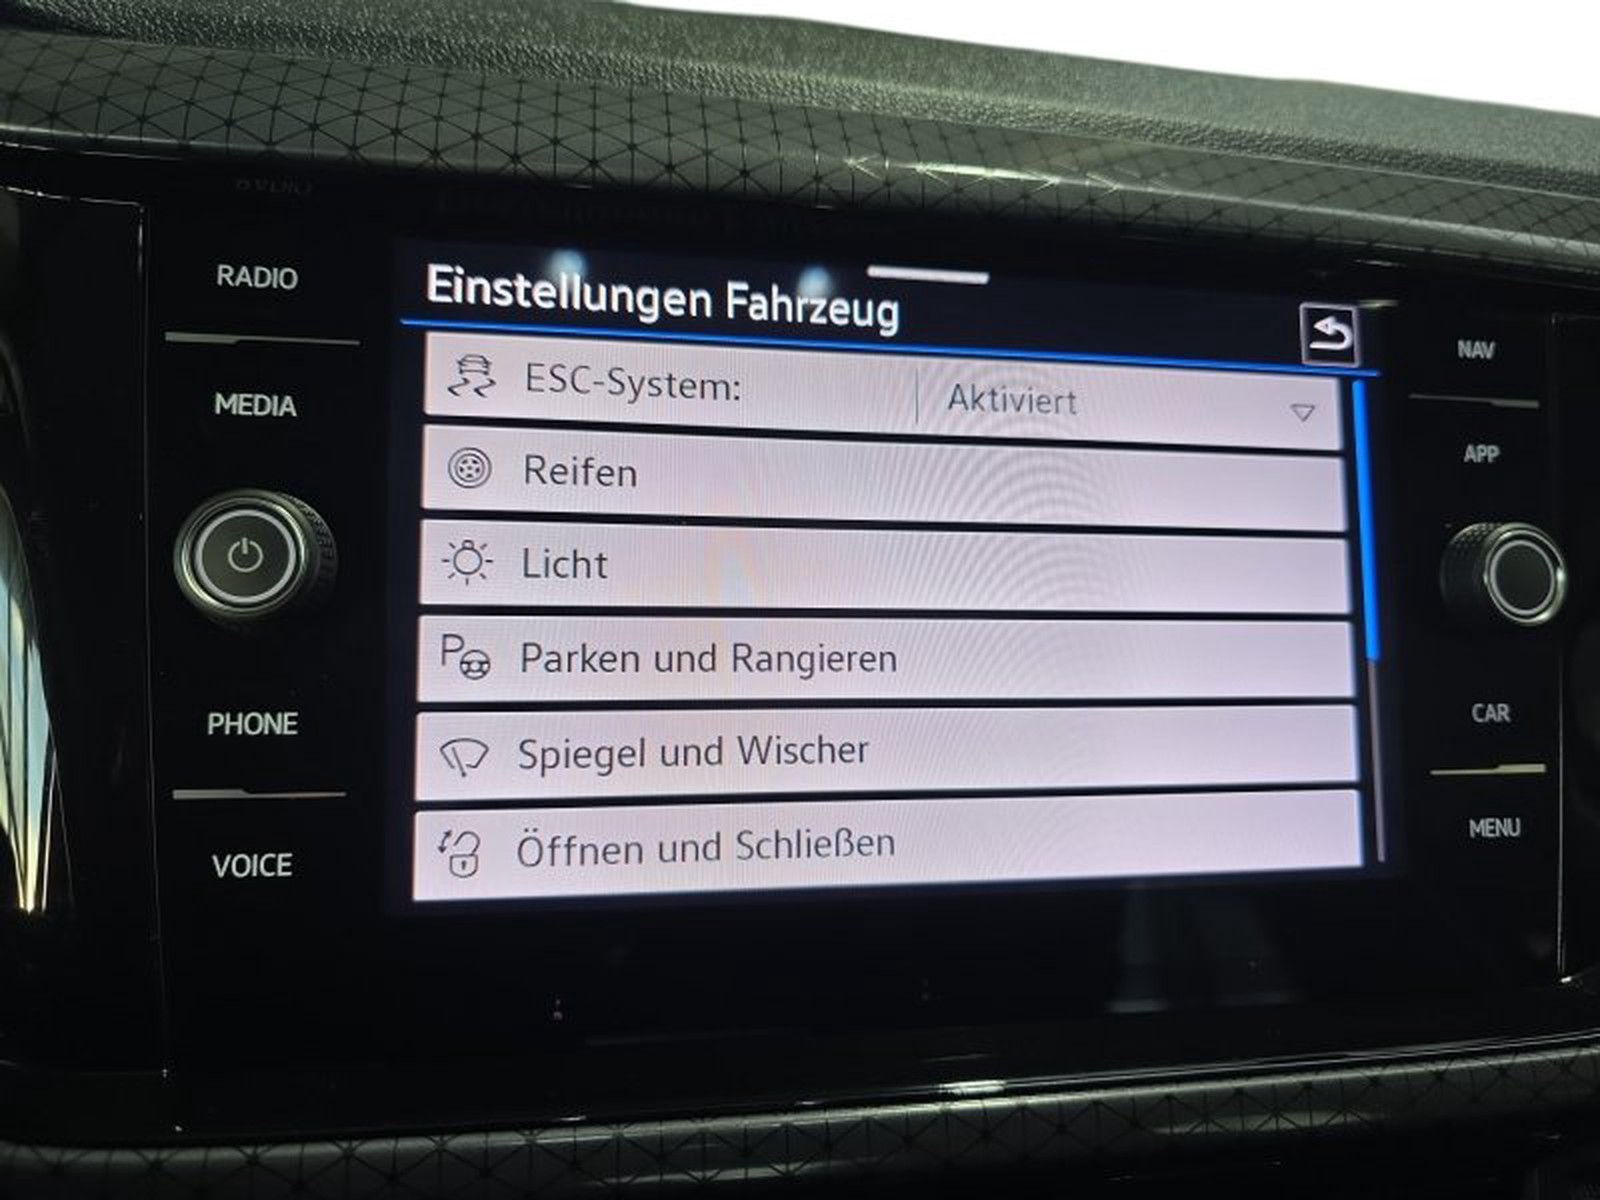 RADIO
MEDIA
PHONE
VOICE
Einstellungen Fahrzeug
ESC-System: Aktiviert
Reifen
Licht
P Parken und Rangieren
Spiegel und Wischer
Öffnen und Schließen
NAV
APP
CAR
MENU